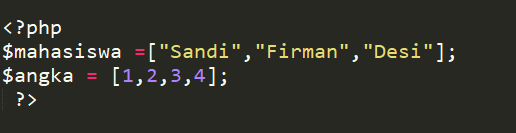 <?php
$mahasiswa =["Sandi","Firman","Desi"];
$angka = [1,2,3,4];
?>